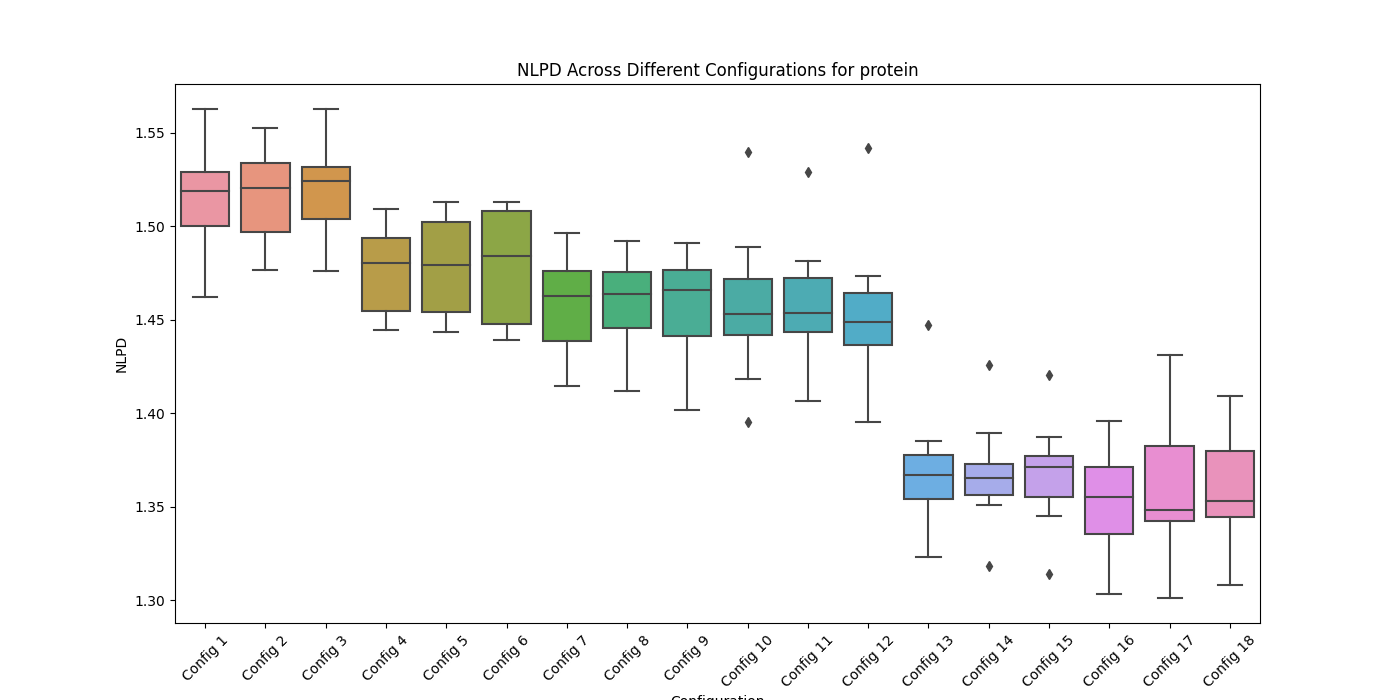 NLPD Across Different Configurations for protein
NLPD
1.55
1.50
1.45
1.40
1.35
1.30
Config 1
Config 2
Config 3
Config 4
Config 5
Config 6
Config 7
Config 8
Config 9
Config 10
Config 11
Config 12
Config 13
Config 14
Config 15
Config 16
Config 17
Config 18
Configuration